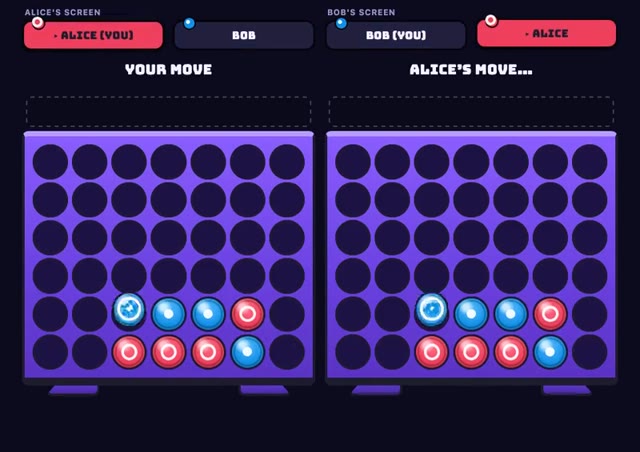 ALICE'S SCREEN
ALICE (YOU)
BOB
YOUR MOVE
BOB'S SCREEN
BOB (YOU)
ALICE
ALICE'S MOVE...